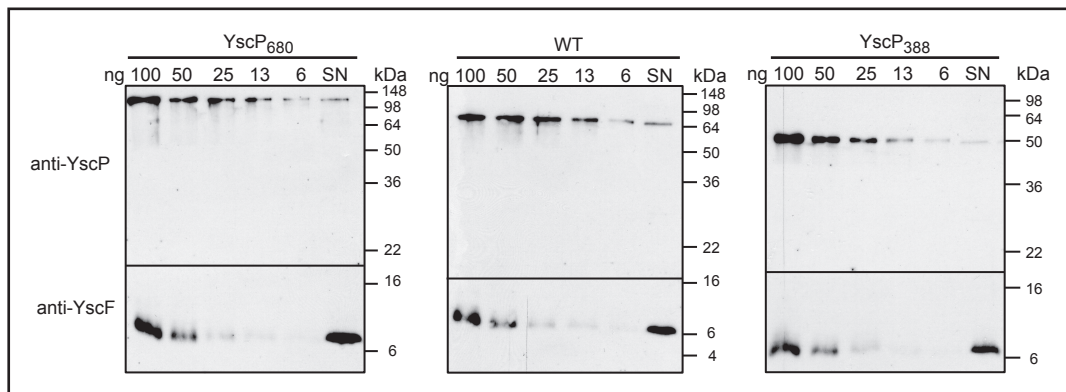 YscP680 WT YscP388
ng 100 50 25 13 6 SN kDa ng 100 50 25 13 6 SN kDa ng 100 50 25 13 6 SN kDa
148 148 98
98 98 64
64 64
anti-YscP 50 50 50
36 36 36
22 22 22
16 16 16
anti-YscF
6 6 6
4